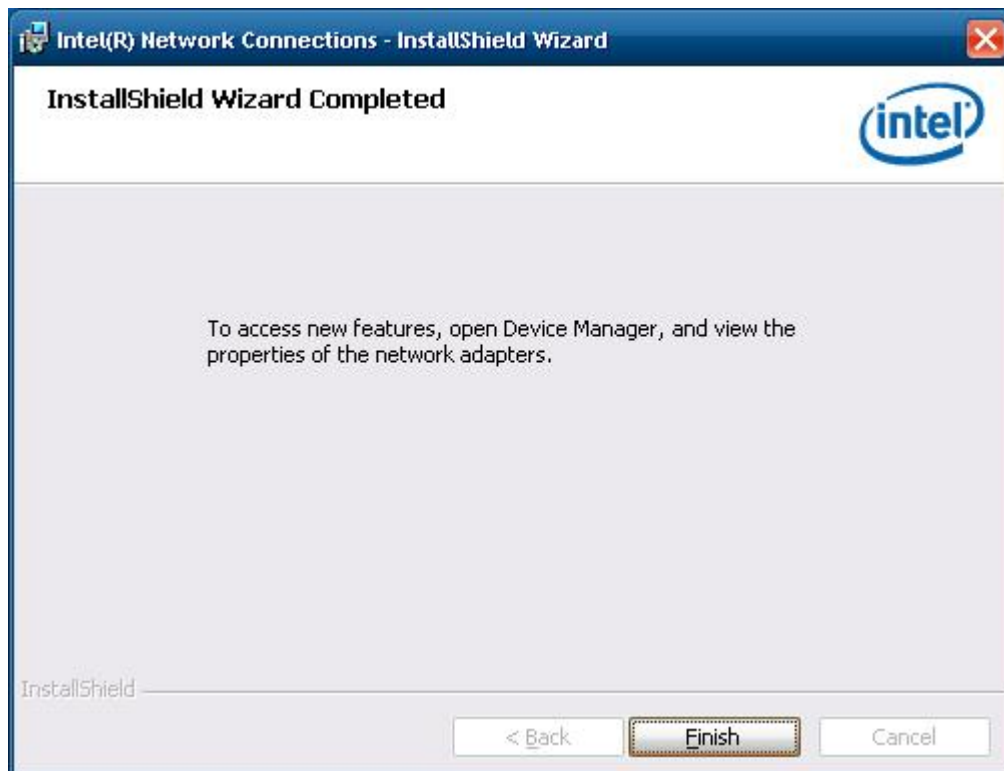 Intel(R) Network Connections - InstallShield Wizard
InstallShield Wizard Completed
intel
To access new features, open Device Manager, and view the
properties of the network adapters.
InstallShield
< Back
Finish
Cancel